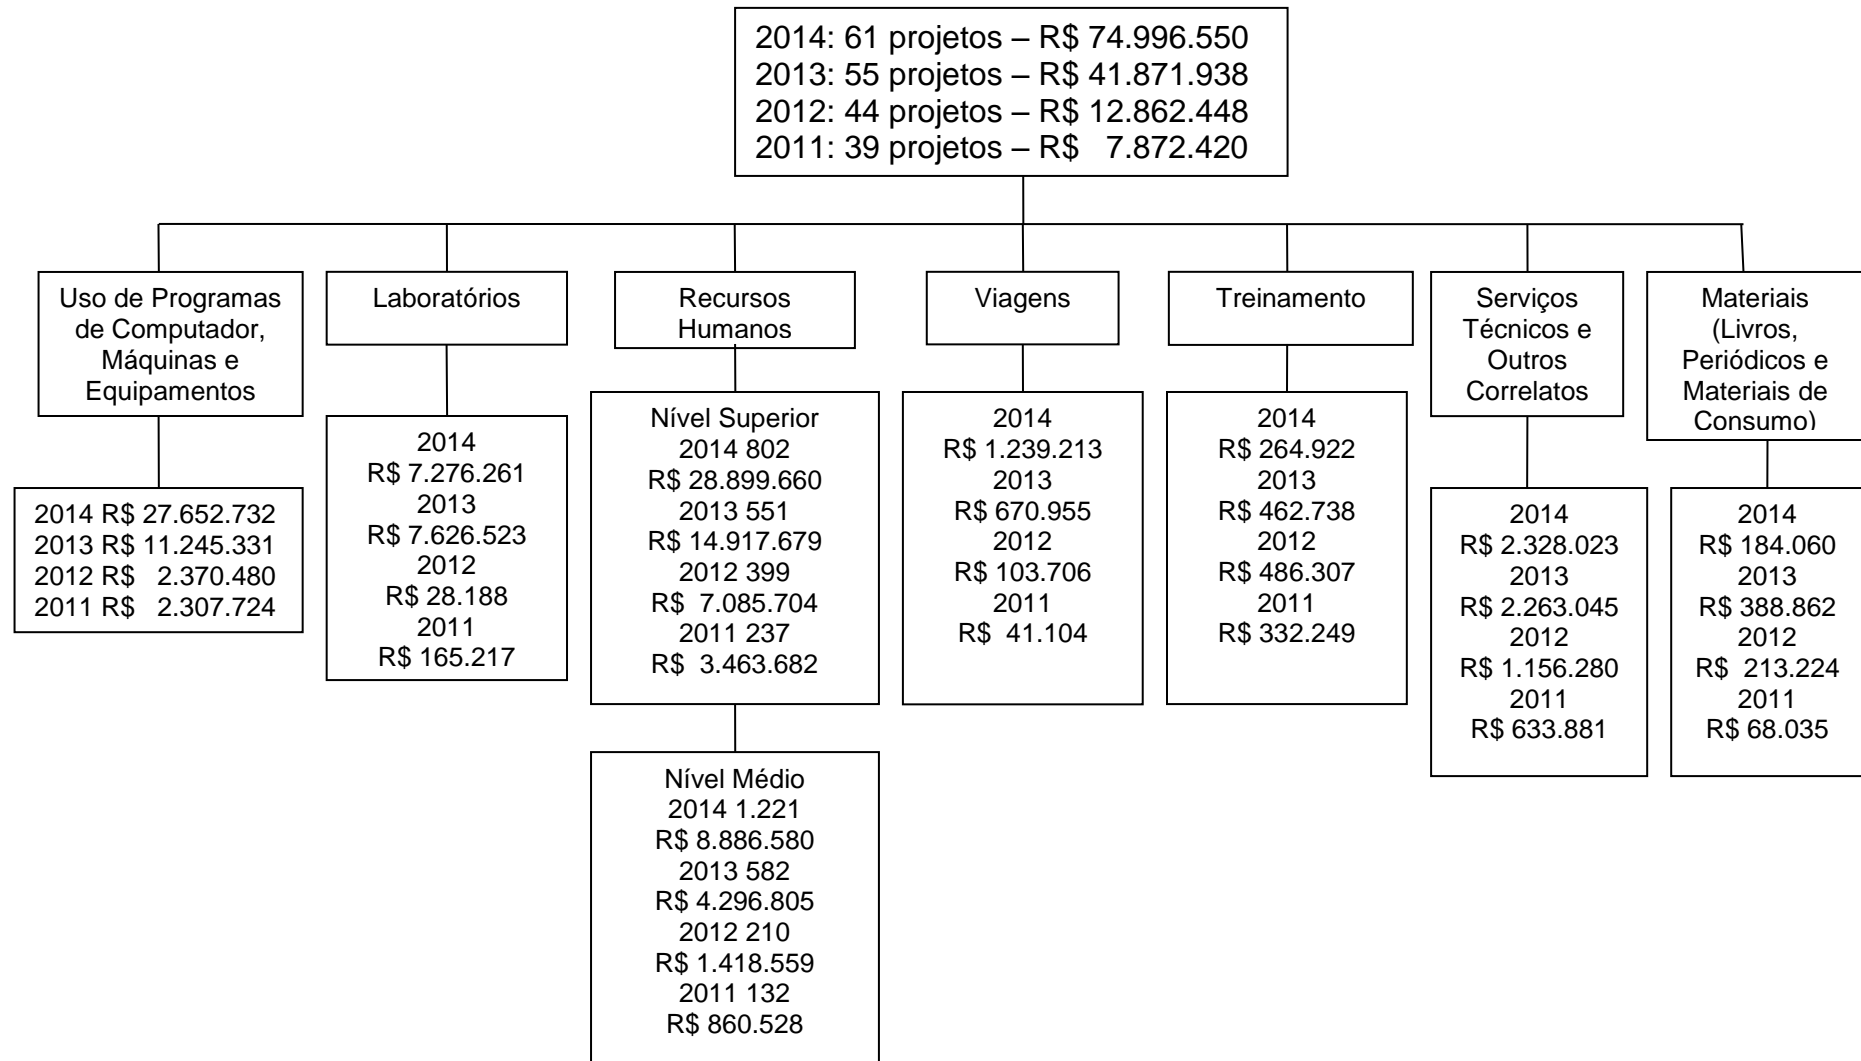 2014: 61 projetos – R$ 74.996.550
2013: 55 projetos – R$ 41.871.938
2012: 44 projetos – R$ 12.862.448
2011: 39 projetos – R$ 7.872.420
Uso de Programas
de Computador,
Máquinas e
Equipamentos
2014 R$ 27.652.732
2013 R$ 11.245.331
2012 R$ 2.370.480
2011 R$ 2.307.724
Laboratórios
2014
R$ 7.276.261
2013
R$ 7.626.523
2012
R$ 28.188
2011
R$ 165.217
Recursos
Humanos
Nível Superior
2014 802
R$ 28.899.660
2013 551
R$ 14.917.679
2012 399
R$ 7.085.704
2011 237
R$ 3.463.682
Nível Médio
2014 1.221
R$ 8.886.580
2013 582
R$ 4.296.805
2012 210
R$ 1.418.559
2011 132
R$ 860.528
Viagens
2014
R$ 1.239.213
2013
R$ 670.955
2012
R$ 103.706
2011
R$ 41.104
Treinamento
2014
R$ 264.922
2013
R$ 462.738
2012
R$ 486.307
2011
R$ 332.249
Serviços
Técnicos e
Outros
Correlatos
2014
R$ 2.328.023
2013
R$ 2.263.045
2012
R$ 1.156.280
2011
R$ 633.881
Materiais
(Livros,
Periódicos e
Materiais de
Consumo)
2014
R$ 184.060
2013
R$ 388.862
2012
R$ 213.224
2011
R$ 68.035